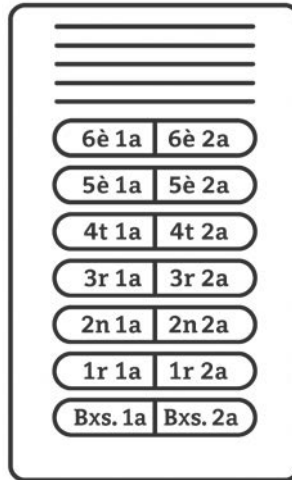 6è 1a 6è 2a
5è 1a 5è 2a
4t 1a 4t 2a
3r 1a 3r 2a
2n 1a 2n 2a
1r 1a 1r 2a
Bxs. 1a Bxs. 2a